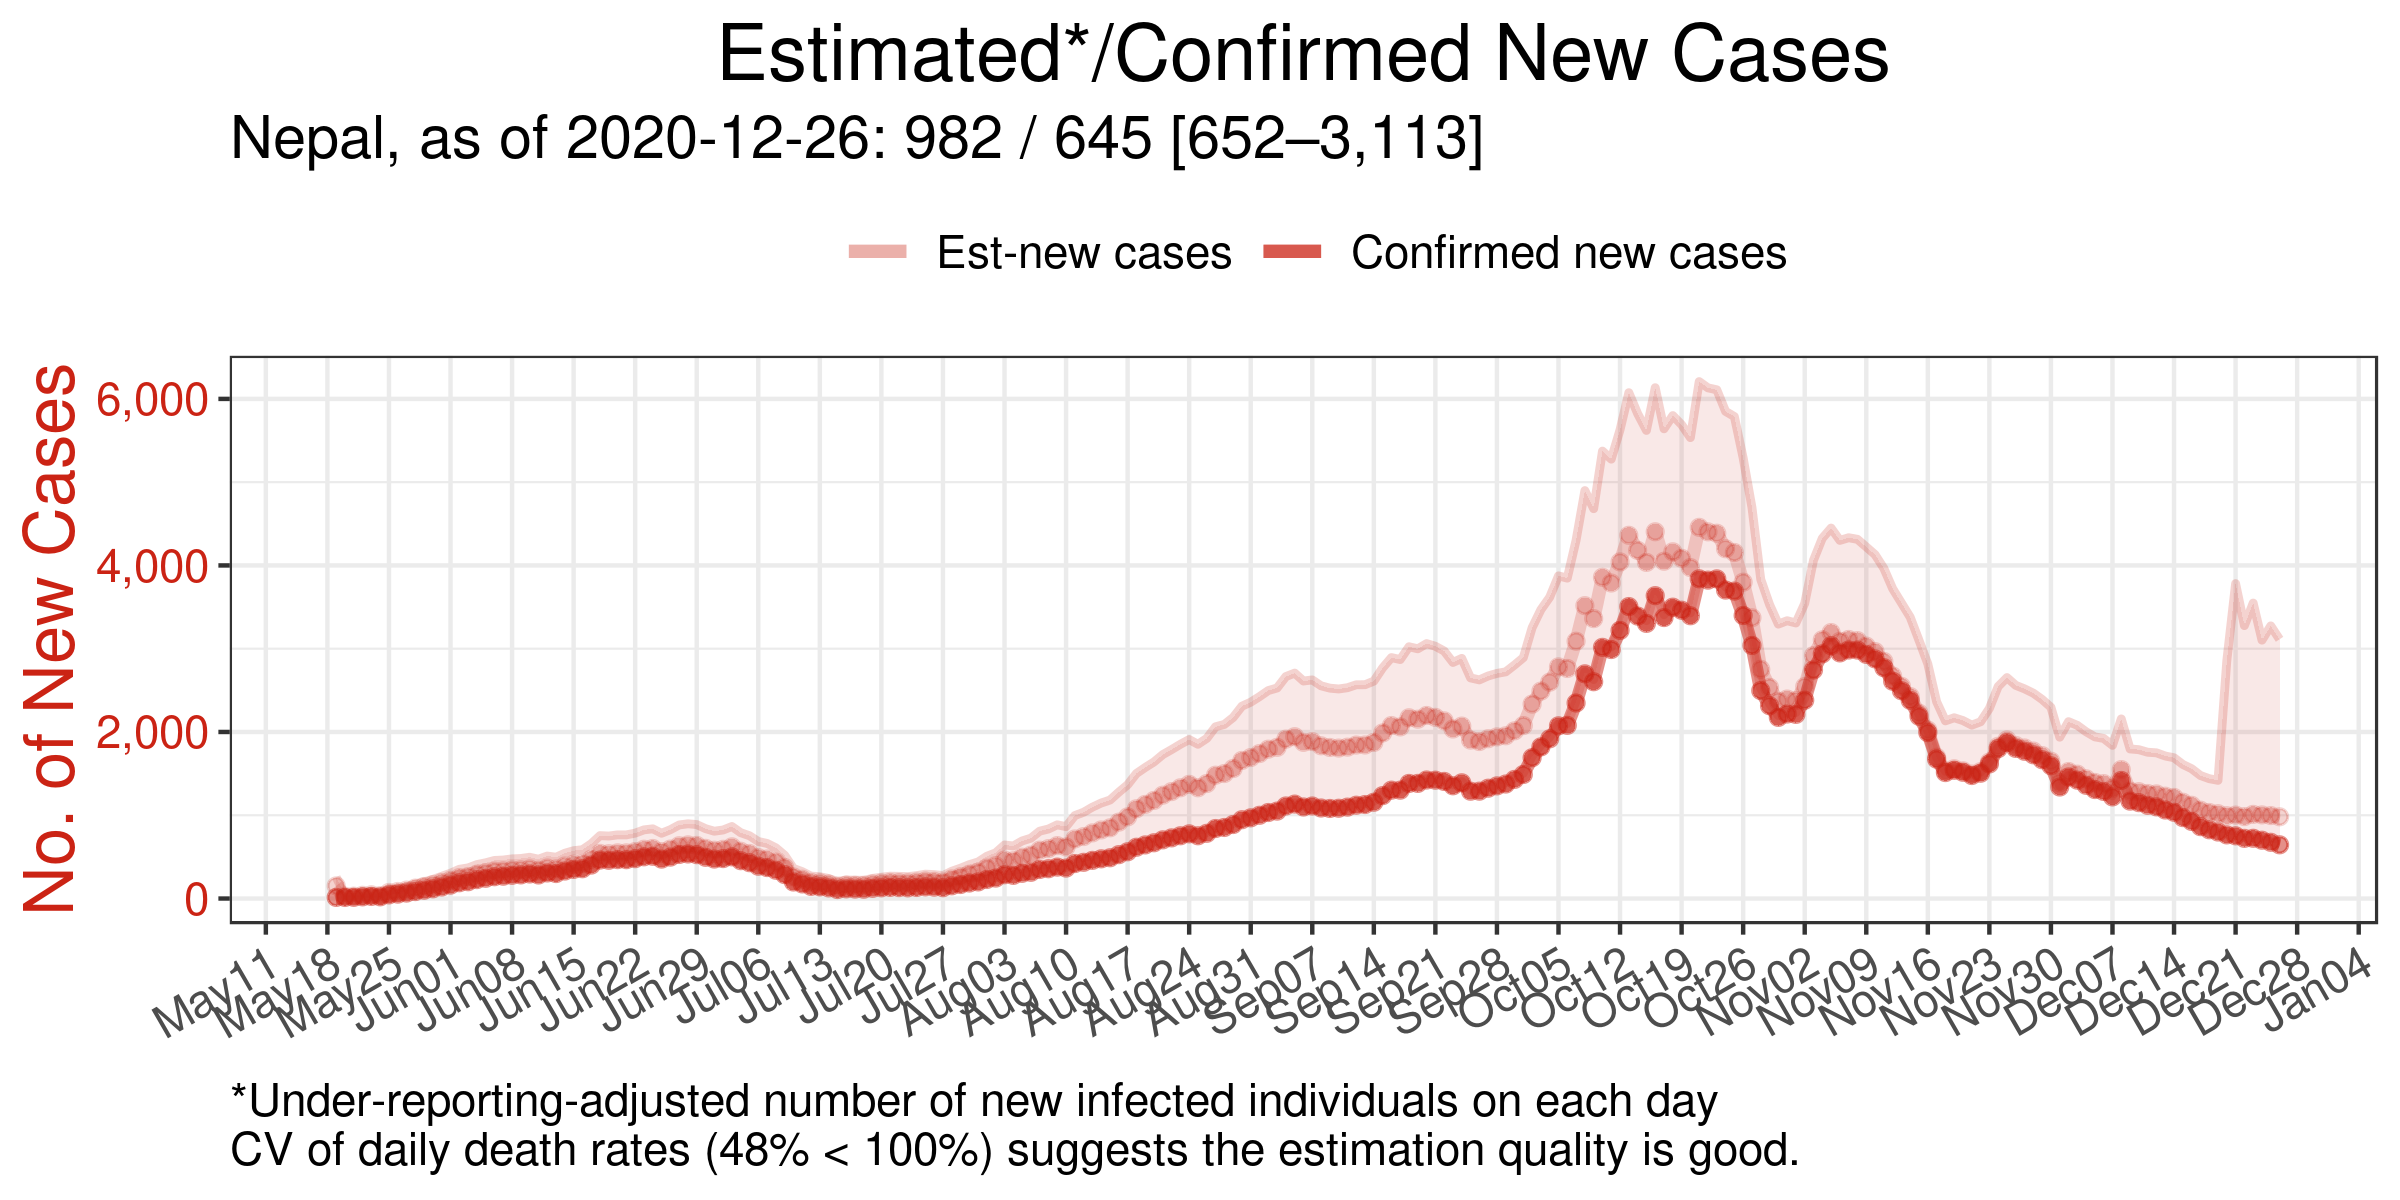 Estimated*/Confirmed New Cases
Nepal, as of 2020-12-26: 982 / 645 [652–3,113]
Est-new cases Confirmed new cases
No. of New Cases
6,000
4,000
2,000
0
May11 May18 May25 Jun01 Jun08 Jun15 Jun22 Jun29 Jul06 Jul13 Jul20 Jul27 Aug03 Aug10 Aug17 Aug24 Aug31 Sep07 Sep14 Sep21 Sep28 Oct05 Oct12 Oct19 Oct26 Nov02 Nov09 Nov16 Nov23 Nov30 Dec07 Dec14 Dec21 Dec28 Jan04
*Under-reporting-adjusted number of new infected individuals on each day
CV of daily death rates (48% < 100%) suggests the estimation quality is good.